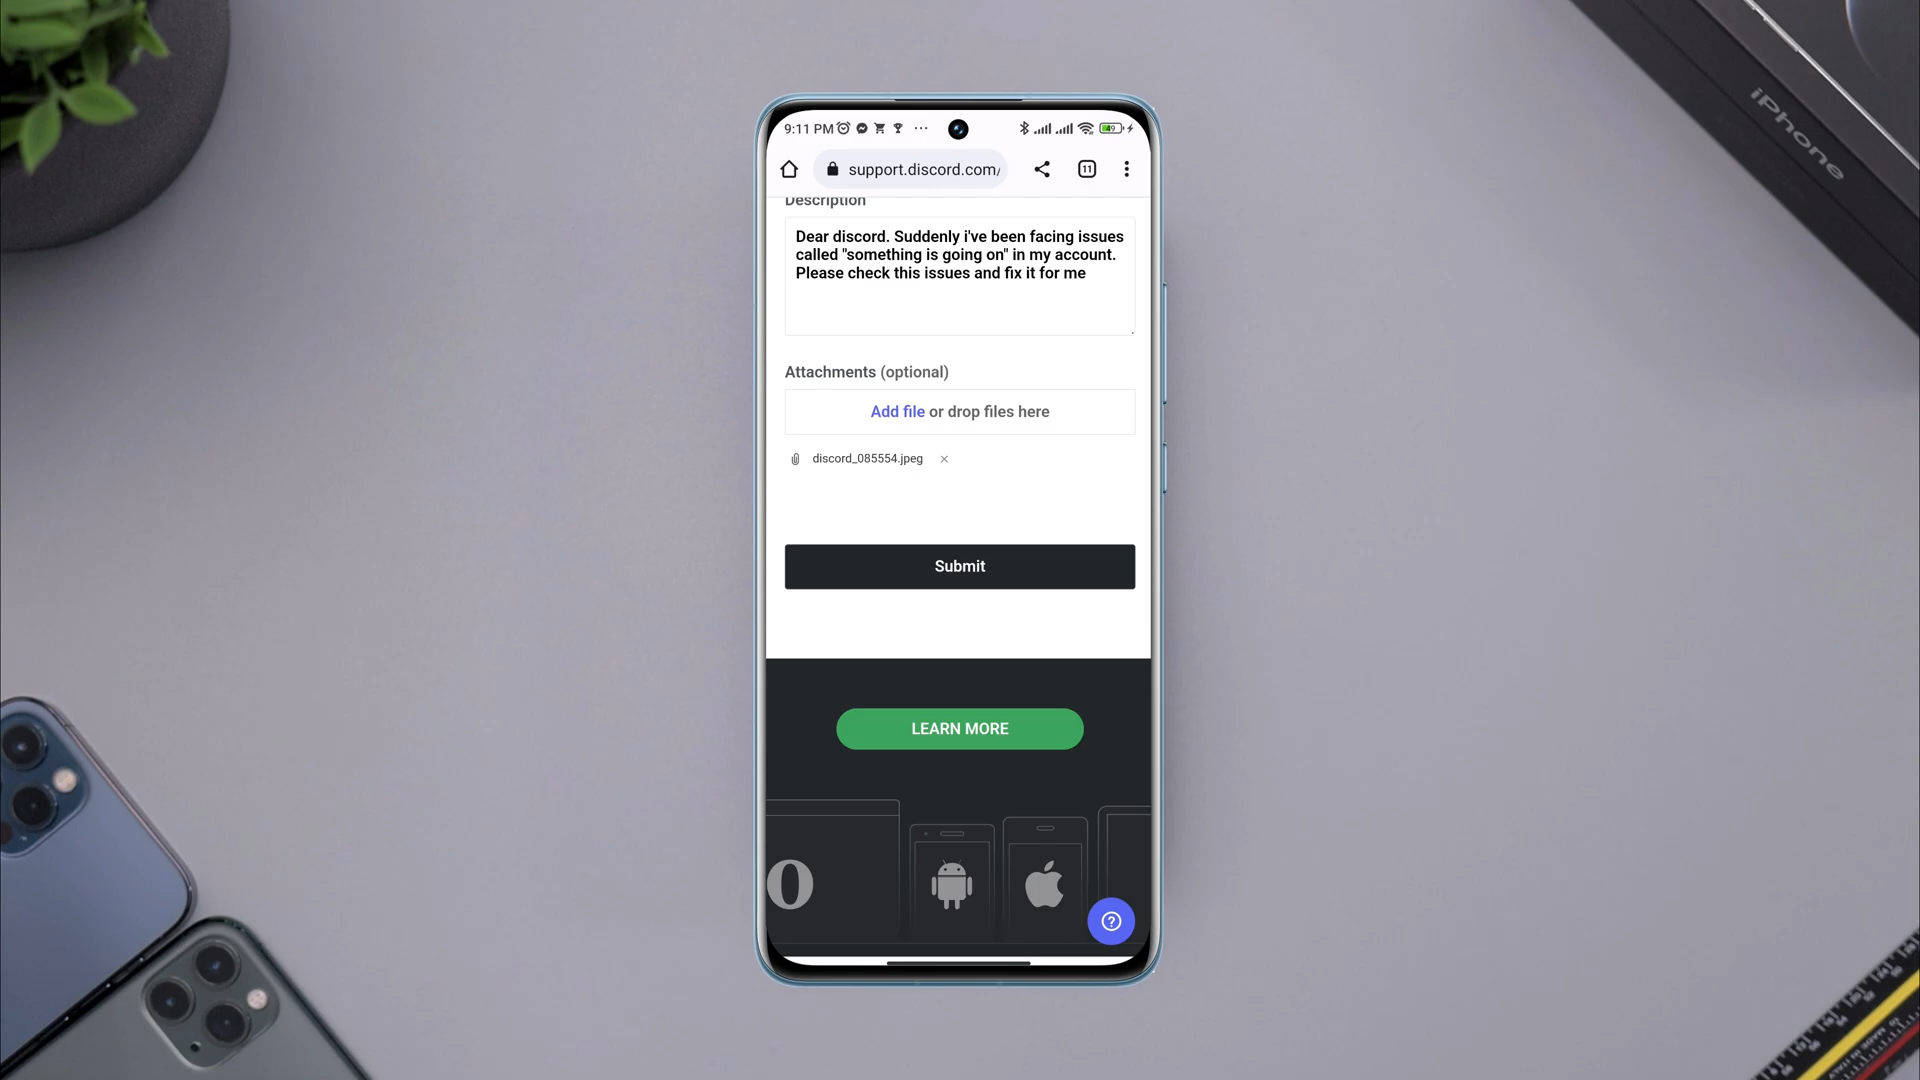 9:11 PM
49
support.discord.com/
11
Description
Dear discord. Suddenly i've been facing issues
called "something is going on" in my account.
Please check this issues and fix it for me
Attachments (optional)
Add file or drop files here
discord_085554.jpeg
Submit
LEARN MORE
iPhone